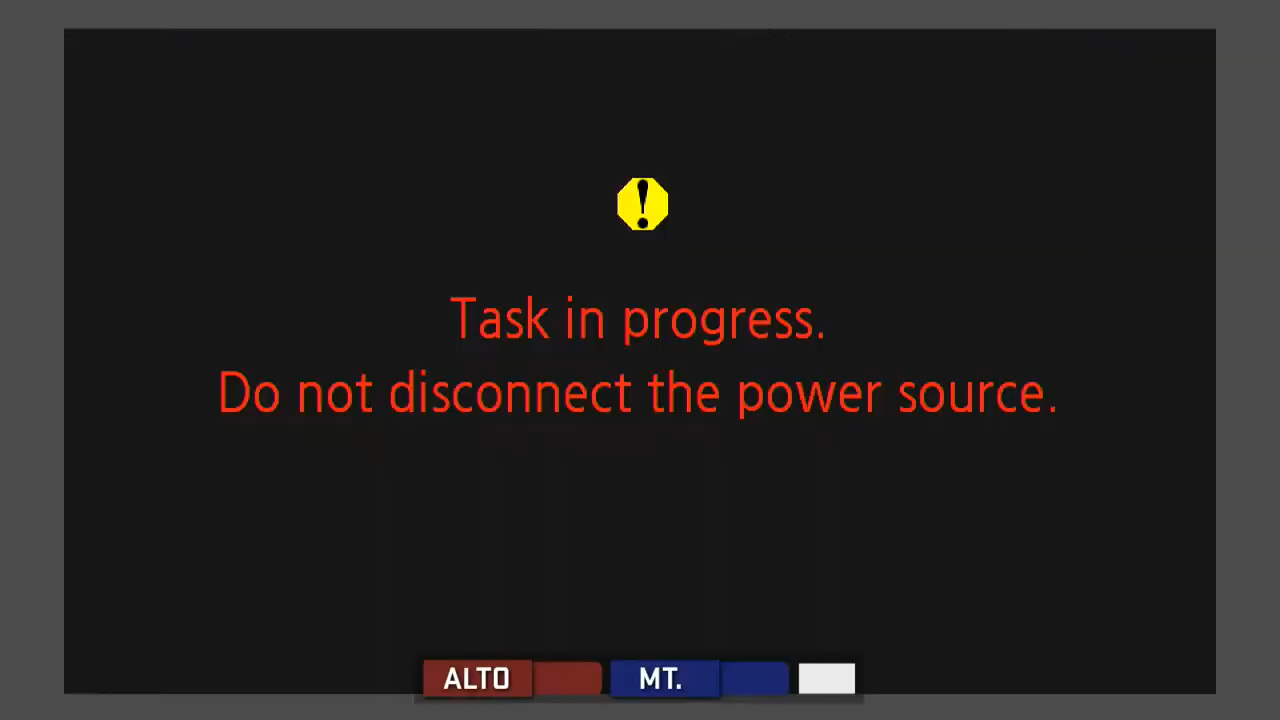 Task in progress.
Do not disconnect the power source.
ALTO MT.